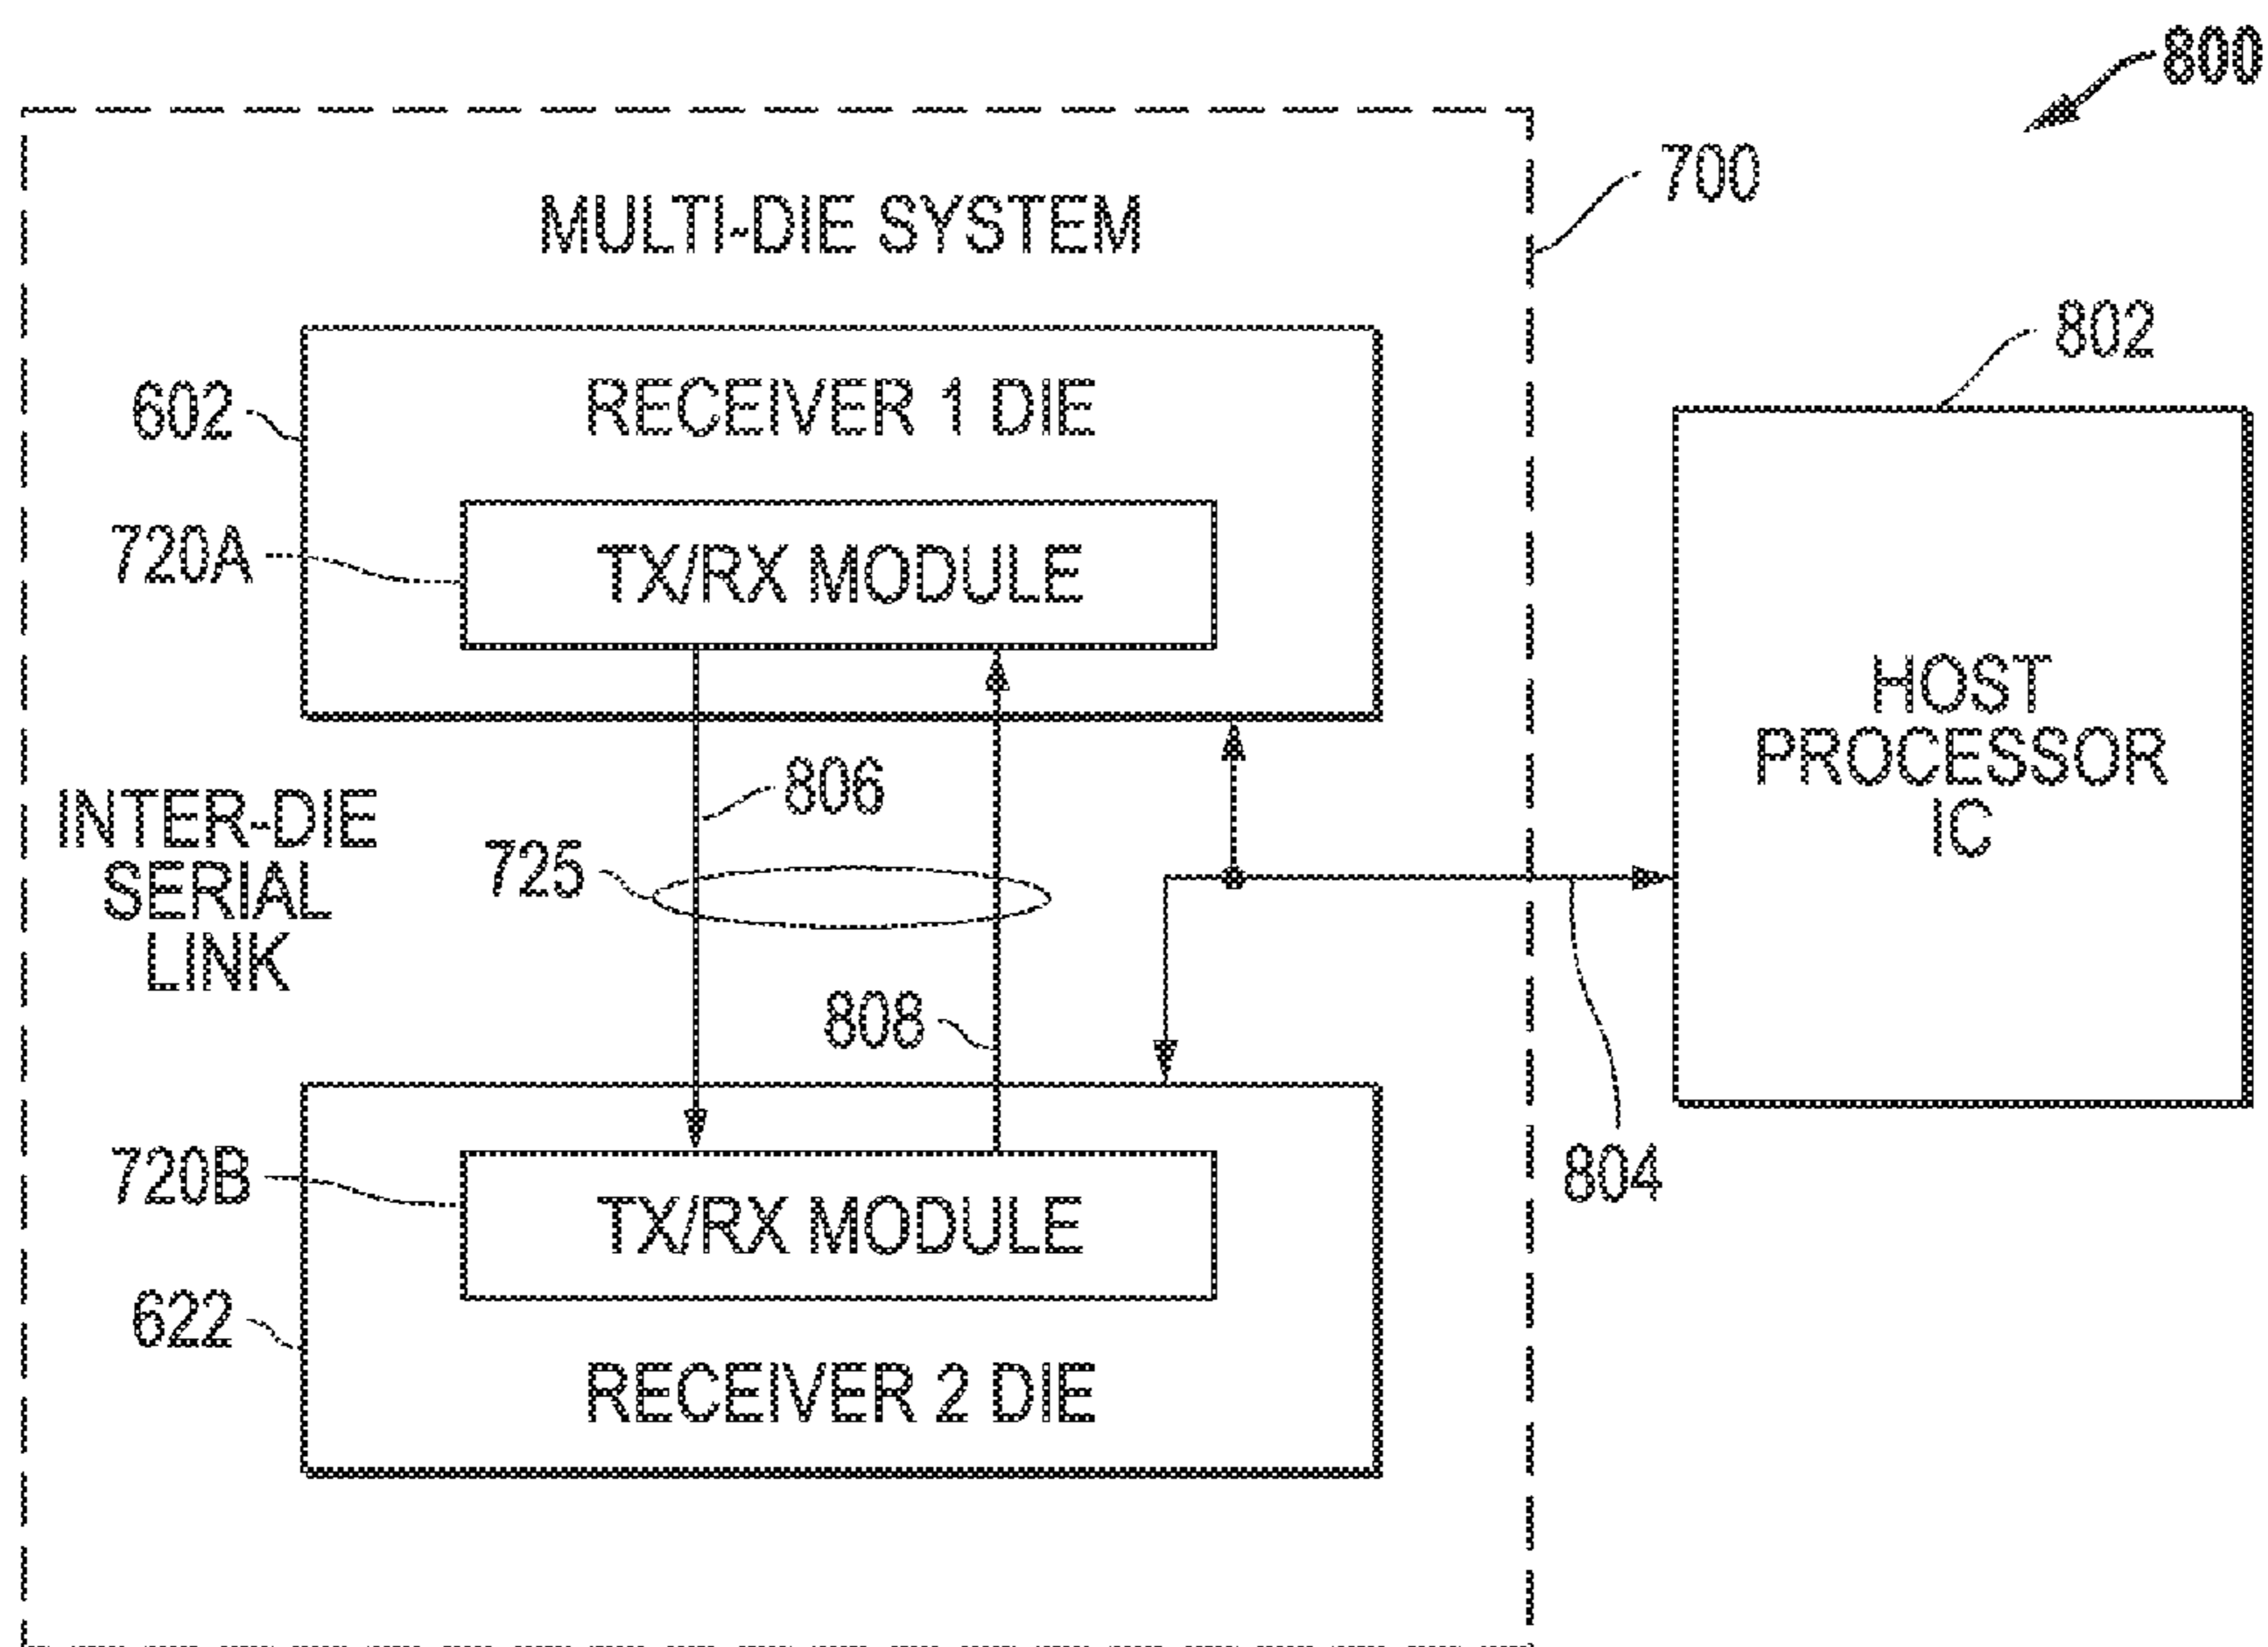 800
MULTI-DIE SYSTEM
700
802
602
RECEIVER 1 DIE
720A
TX/RX MODULE
HOST
PROCESSOR
IC
806
INTER-DIE
SERIAL
LINK
725
808
720B
TX/RX MODULE
804
622
RECEIVER 2 DIE